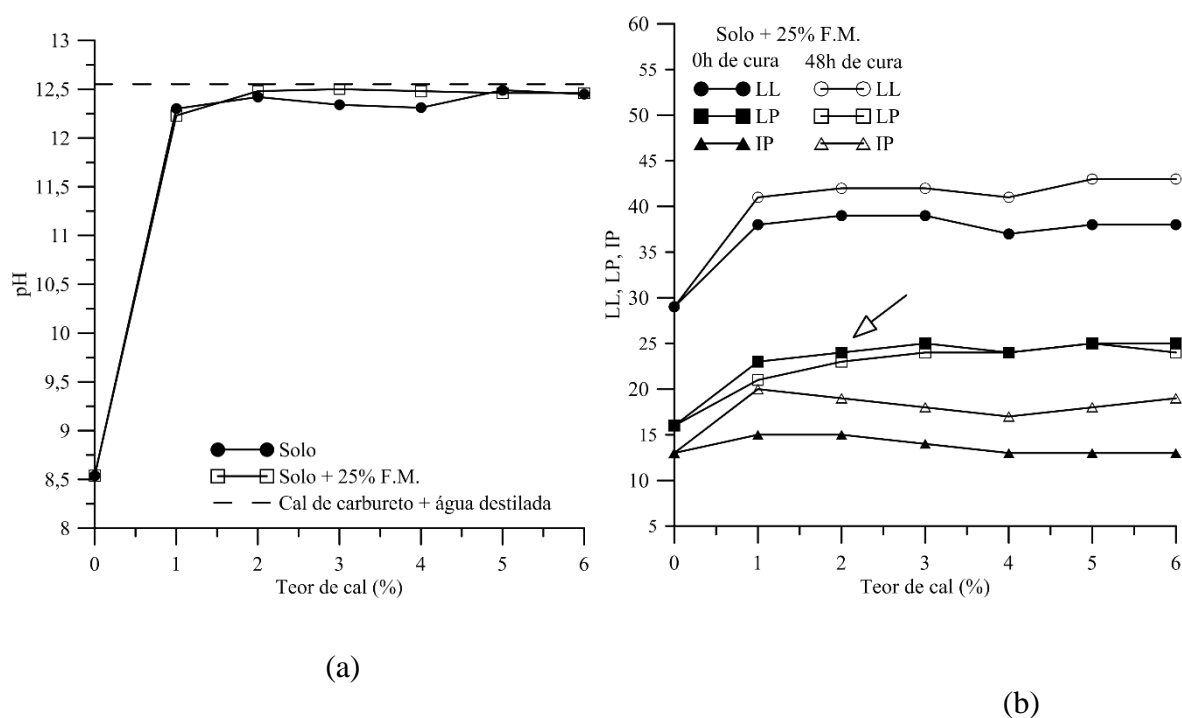 13
12,5
12
11,5
11
10,5
10
9,5
9
8,5
8
pH
0 1 2 3 4 5 6
Teor de cal (%)
Solo
Solo + 25% F.M.
Cal de carbureto + água destilada
(a)
60
55
50
45
40
35
30
25
20
15
10
5
LL, LP, IP
0 1 2 3 4 5 6
Teor de cal (%)
Solo + 25% F.M.
0h de cura 48h de cura
LL LL
LP LP
IP IP
(b)